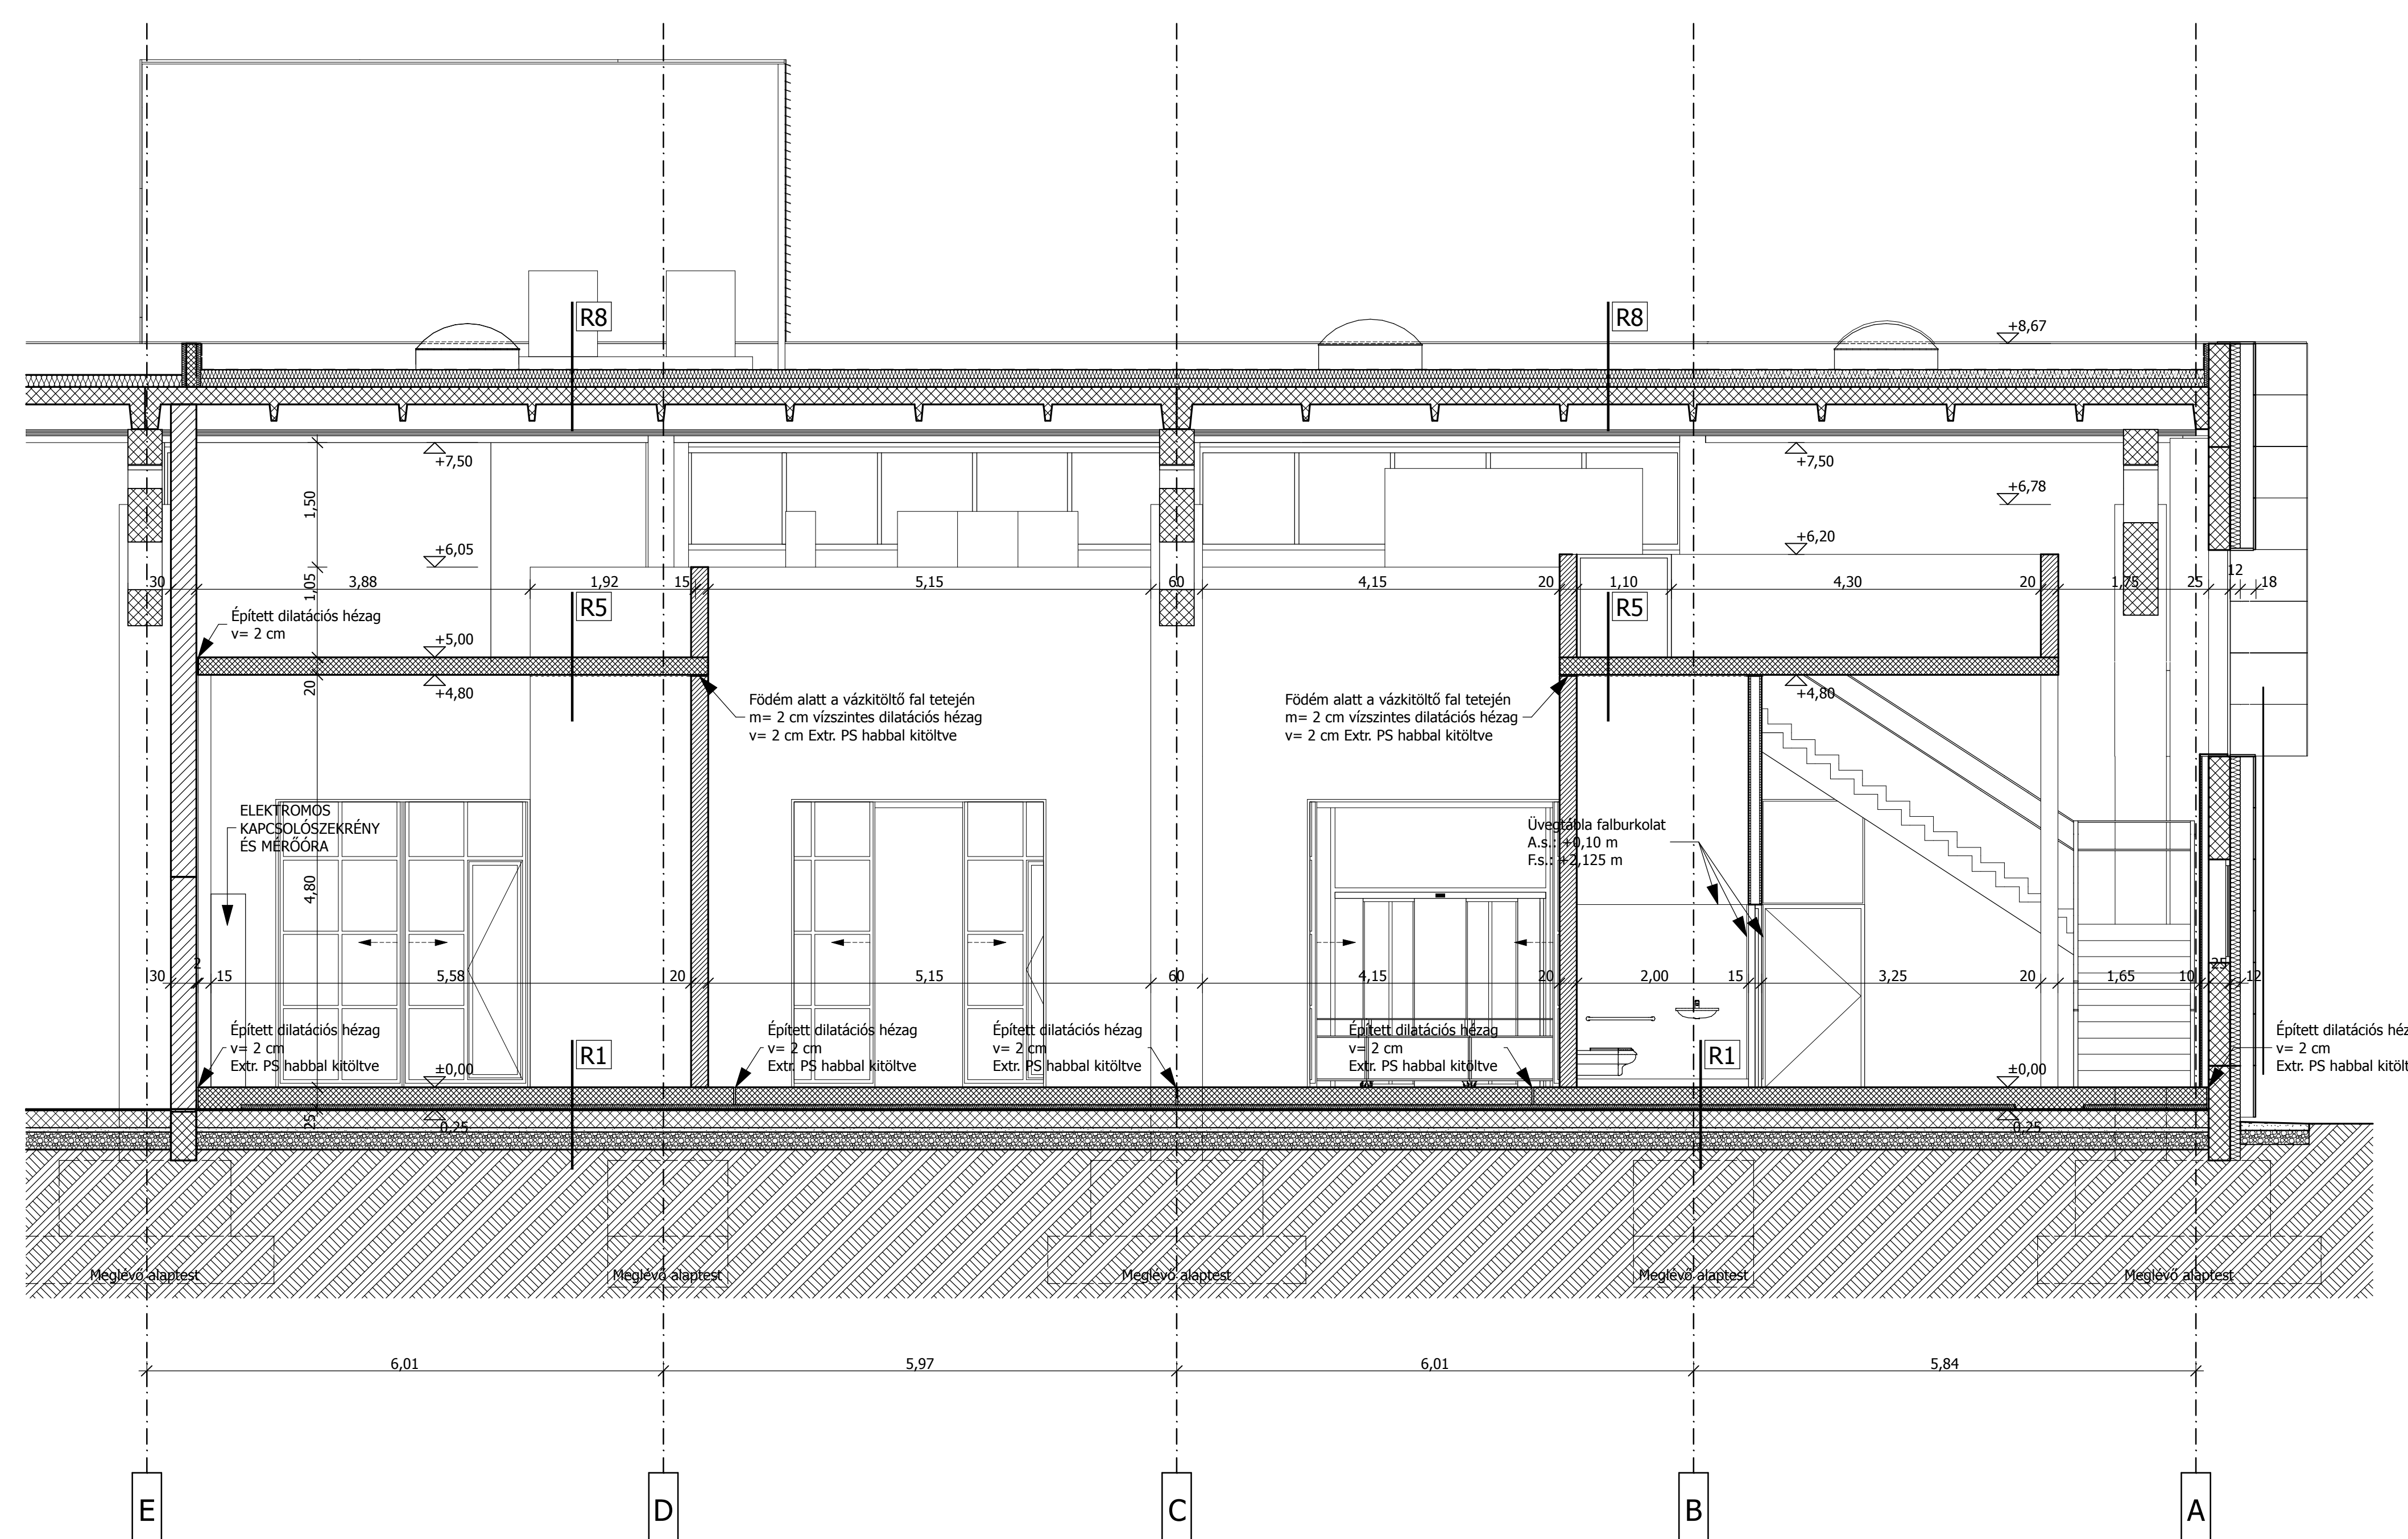 R8
R8
+8,67
+7,50
+7,50
1,50
+6,78
+6,05
+6,20
30
3,88
1,05
1,92
15
5,15
60
4,15
20
1,10
4,30
20
1,75
25
12
18
R5
R5
Épített dilatációs hézag
v= 2 cm
+5,00
20
+4,80
+4,80
Födém alatt a vázkitöltő fal tetején
m= 2 cm vízszintes dilatációs hézag
v= 2 cm Extr. PS habbal kitöltve
Födém alatt a vázkitöltő fal tetején
m= 2 cm vízszintes dilatációs hézag
v= 2 cm Extr. PS habbal kitöltve
ELEKTROMOS
KAPCSOLÓSZEKRÉNY
ÉS MÉRŐÓRA
4,80
Üvegtábla falburkolat
A.s.: +0,10 m
F.s.: +2,125 m
30
2
15
5,58
20
5,15
60
4,15
20
2,00
15
3,25
20
1,65
10
25
12
Épített dilatációs hézag
v= 2 cm
Extr. PS habbal kitöltve
R1
Épített dilatációs hézag
v= 2 cm
Extr. PS habbal kitöltve
Épített dilatációs hézag
v= 2 cm
Extr. PS habbal kitöltve
Épített dilatációs hézag
v= 2 cm
Extr. PS habbal kitöltve
R1
Épített dilatációs héz
v= 2 cm
Extr. PS habbal kitölt
±0,00
±0,00
25
0,25
0,25
Meglévő alaptest
Meglévő alaptest
Meglévő alaptest
Meglévő alaptest
Meglévő alaptest
6,01
5,97
6,01
5,84
E
D
C
B
A